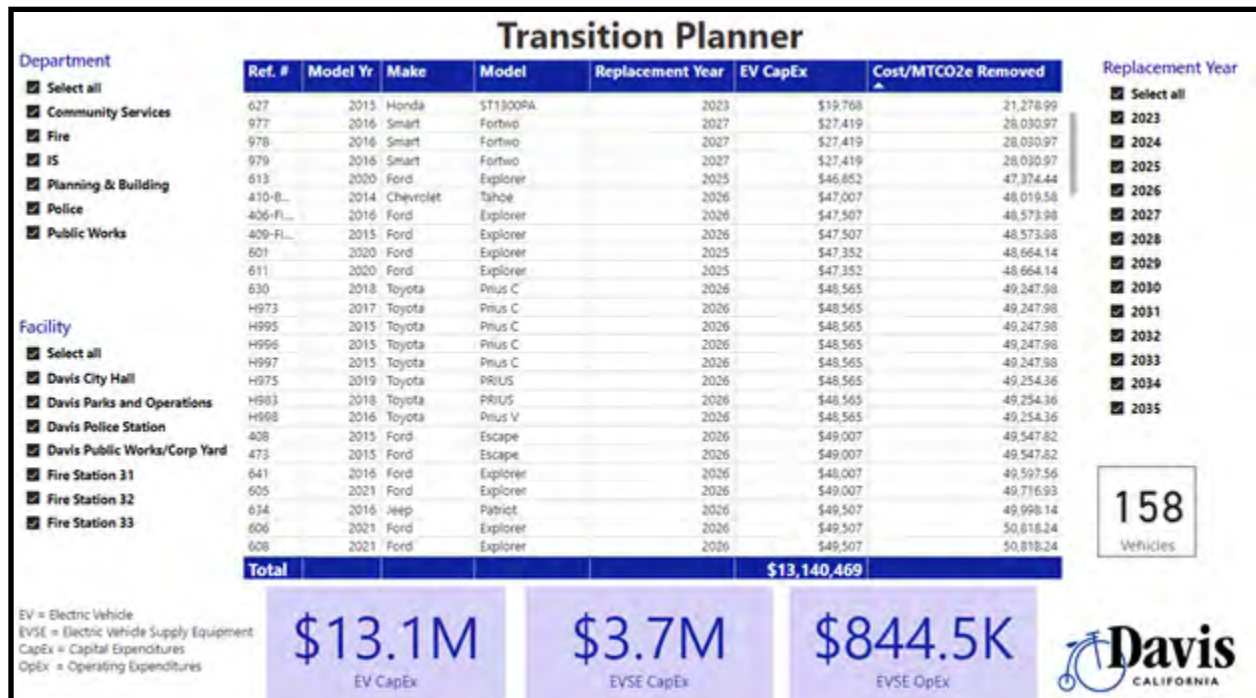 Transition Planner
Department
Select all
Community Services
Fire
IS
Planning & Building
Police
Public Works
Facility
Select all
Davis City Hall
Davis Parks and Operations
Davis Police Station
Davis Public Works/Corp Yard
Fire Station 31
Fire Station 32
Fire Station 33
Ref. # Model Yr Make Model Replacement Year EV CapEx Cost/MTCO2e Removed
627 2015 Honda ST1300PA 2023 $19,768 21,278.99
977 2016 Smart Fortwo 2027 $27,419 28,030.97
978 2016 Smart Fortwo 2027 $27,419 28,030.97
979 2016 Smart Fortwo 2027 $27,419 28,030.97
613 2020 Ford Explorer 2025 $46,852 47,374.44
410-B... 2014 Chevrolet Tahoe 2026 $47,007 48,019.58
406-Fi... 2016 Ford Explorer 2026 $47,507 48,573.98
409-Fi... 2015 Ford Explorer 2026 $47,507 48,573.98
601 2020 Ford Explorer 2025 $47,352 48,664.14
611 2020 Ford Explorer 2025 $47,352 48,664.14
630 2018 Toyota Prius C 2026 $48,565 49,247.98
H973 2017 Toyota Prius C 2026 $48,565 49,247.98
H995 2015 Toyota Prius C 2026 $48,565 49,247.98
H996 2015 Toyota Prius C 2026 $48,565 49,247.98
H997 2015 Toyota Prius C 2026 $48,565 49,247.98
H975 2019 Toyota PRIUS 2026 $48,565 49,254.36
H983 2018 Toyota PRIUS 2026 $48,565 49,254.36
H998 2016 Toyota Prius V 2026 $48,565 49,254.36
408 2015 Ford Escape 2026 $49,007 49,547.82
473 2015 Ford Escape 2026 $49,007 49,547.82
641 2016 Ford Explorer 2026 $48,007 49,597.56
605 2021 Ford Explorer 2026 $49,007 49,716.93
634 2016 Jeep Patriot 2026 $49,507 49,998.14
606 2021 Ford Explorer 2026 $49,507 50,818.24
608 2021 Ford Explorer 2026 $49,507 50,818.24
Total $13,140,469
Replacement Year
Select all
2023
2024
2025
2026
2027
2028
2029
2030
2031
2032
2033
2034
2035
158
Vehicles
EV = Electric Vehicle
EVSE = Electric Vehicle Supply Equipment
CapEx = Capital Expenditures
OpEx = Operating Expenditures
$13.1M
EV CapEx
$3.7M
EVSE CapEx
$844.5K
EVSE OpEx
Davis
CALIFORNIA